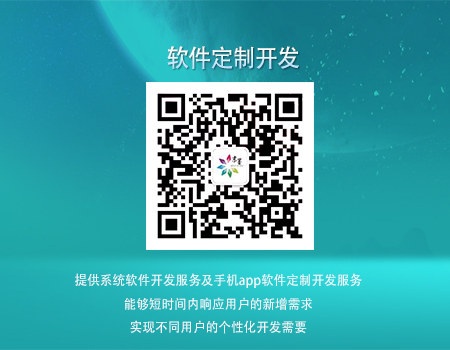 软件定制开发
提供系统软件开发服务及手机app软件定制开发服务
能够短时间内响应用户的新增需求
实现不同用户的个性化开发需要